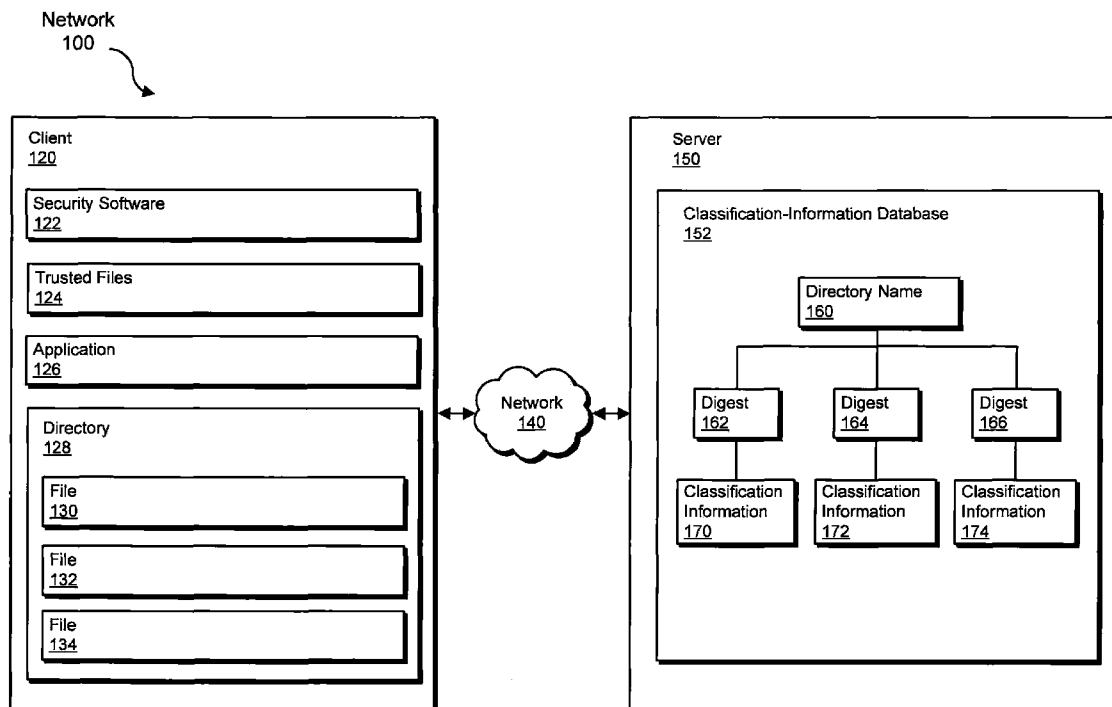 Network
100
Client
120
Security Software
122
Trusted Files
124
Application
126
Directory
128
File
130
File
132
File
134
Network
140
Server
150
Classification-Information Database
152
Directory Name
160
Digest
162
Digest
164
Digest
166
Classification
Information
170
Classification
Information
172
Classification
Information
174